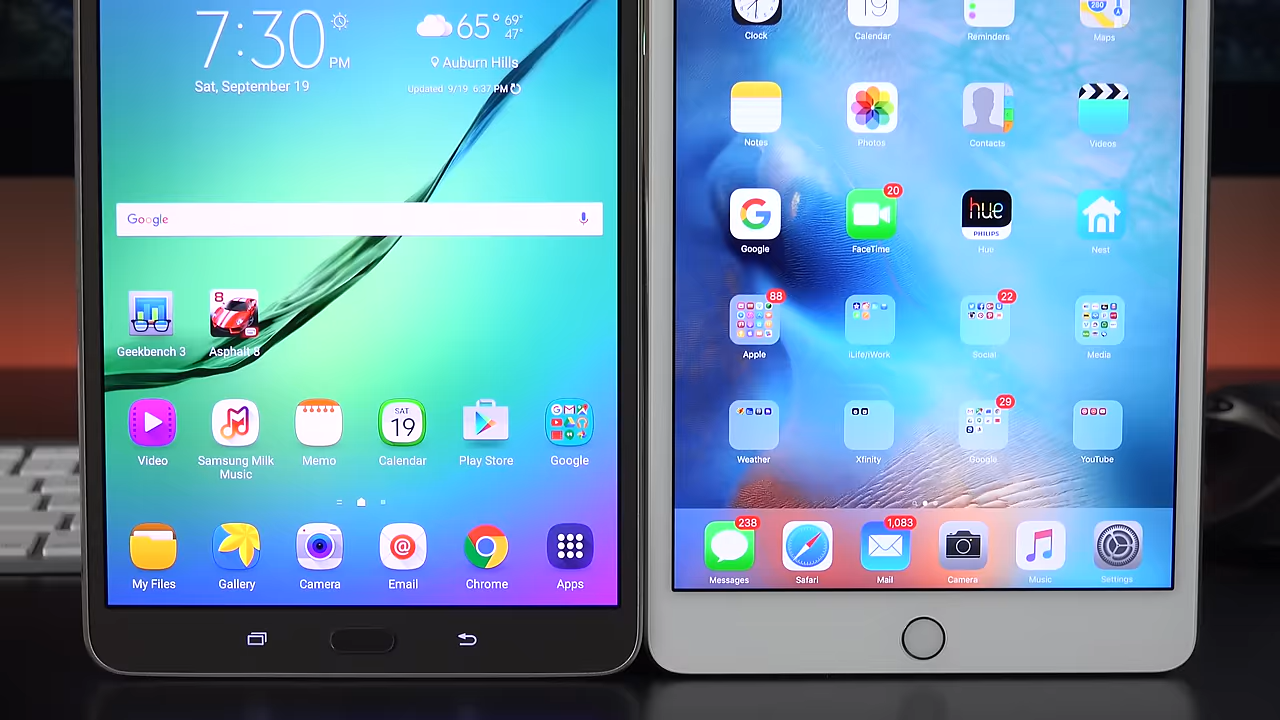 7:30 PM
Sat, September 19
65° 69° 47°
Auburn Hills
Updated 9/19 6:37 PM
Google
8
Geekbench 3
Asphalt 8
SAT
19
Video
Samsung Milk Music
Memo
Calendar
Play Store
Google
@
My Files
Gallery
Camera
Email
Chrome
Apps
19
Clock
Calendar
Reminders
Maps
280
Notes
Photos
Contacts
Videos
G
20
hue
PHILIPS
Google
FaceTime
Hue
Nest
88
22
Apple
iLife/iWork
Social
Media
29
Weather
Xfinity
Google
YouTube
238
1,083
Messages
Safari
Mail
Camera
Music
Settings